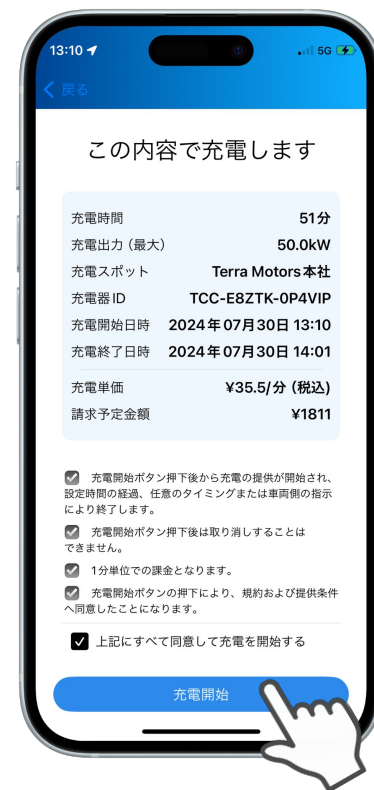 13:10
5G
戻る
この内容で充電します
充電時間 51分
充電出力（最大） 50.0kW
充電スポット Terra Motors本社
充電器ID TCC-E8ZTK-0P4VIP
充電開始日時 2024年07月30日 13:10
充電終了日時 2024年07月30日 14:01
充電単価 ¥35.5/分（税込）
請求予定金額 ¥1811
充電開始ボタン押下後から充電の提供が開始され、
設定時間の経過、任意のタイミングまたは車両側の指示
により終了します。
充電開始ボタン押下後は取り消しすることは
できません。
1分単位での課金となります。
充電開始ボタンの押下により、規約および提供条件
へ同意したことになります。
上記にすべて同意して充電を開始する
充電開始